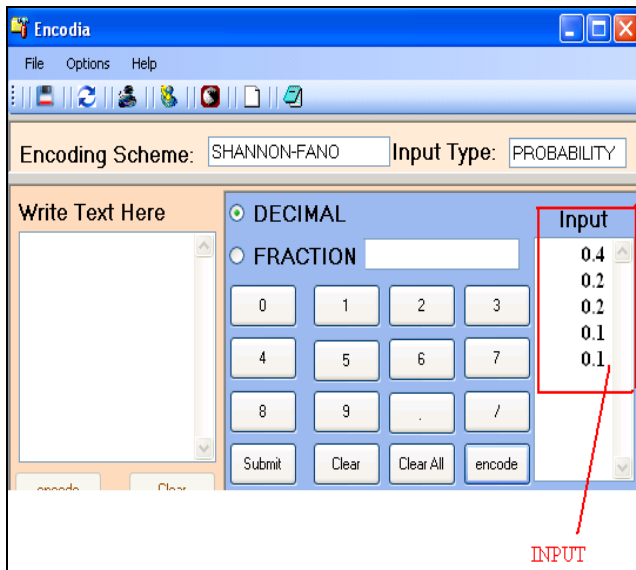 Encodia
File Options Help
Encoding Scheme: SHANNON-FANO Input Type: PROBABILITY
Write Text Here
DECIMAL
FRACTION
Input
0.4
0.2
0.2
0.1
0.1
0 1 2 3
4 5 6 7
8 9 . /
Submit Clear Clear All encode
encode Clear
INPUT